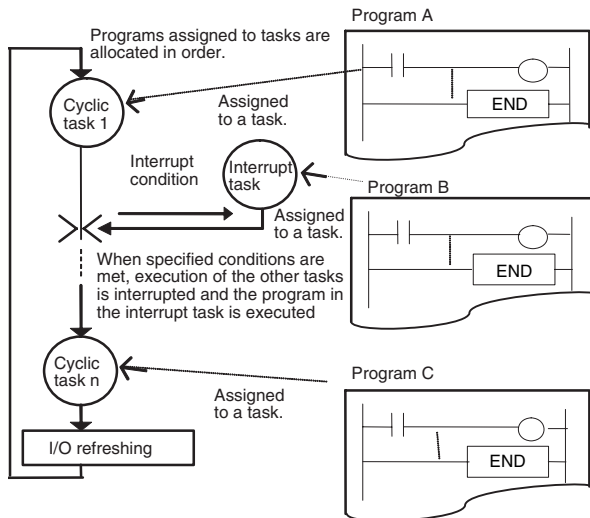 Program A
Programs assigned to tasks are
allocated in order.
Cyclic
task 1
Assigned
to a task.
END
Interrupt
condition
Interrupt
task
Program B
Assigned
to a task.
When specified conditions are
met, execution of the other tasks
is interrupted and the program in
the interrupt task is executed
END
Cyclic
task n
Program C
Assigned
to a task.
I/O refreshing
END